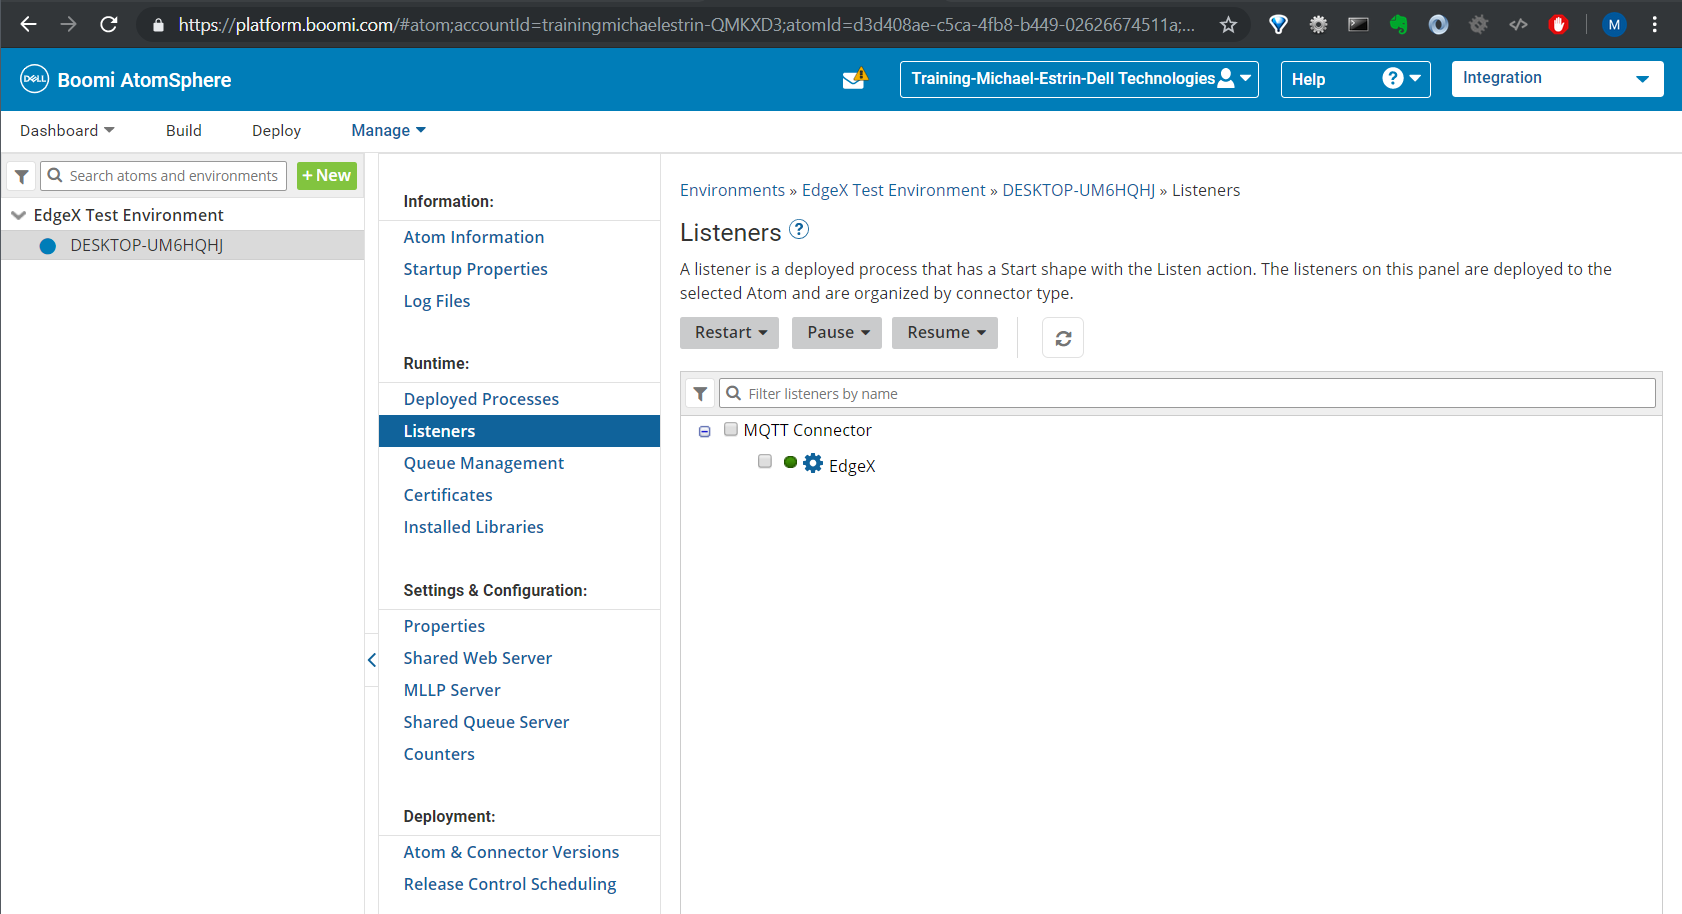 https://platform.boomi.com/#atom;accountId=trainingmichaelestrin-QMKXD3;atomId=d3d408ae-c5ca-4fb8-b449-02626674511a;...
M
DELL Boomi AtomSphere
Training-Michael-Estrin-Dell Technologies
Help ?
Integration
Dashboard
Build
Deploy
Manage
Search atoms and environments
+ New
EdgeX Test Environment
DESKTOP-UM6HQHJ
Information:
Atom Information
Startup Properties
Log Files
Runtime:
Deployed Processes
Listeners
Queue Management
Certificates
Installed Libraries
Settings & Configuration:
Properties
Shared Web Server
MLLP Server
Shared Queue Server
Counters
Deployment:
Atom & Connector Versions
Release Control Scheduling
Environments » EdgeX Test Environment » DESKTOP-UM6HQHJ » Listeners
Listeners ?
A listener is a deployed process that has a Start shape with the Listen action. The listeners on this panel are deployed to the
selected Atom and are organized by connector type.
Restart
Pause
Resume
Filter listeners by name
MQTT Connector
EdgeX